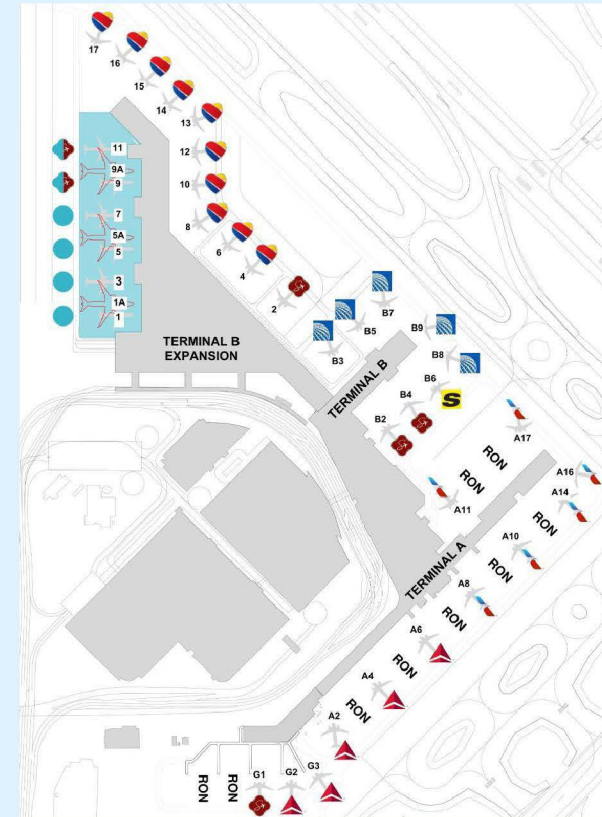 17
16
15
14
13
12
10
8
6
4
2
11
9A
9
7
5A
5
3
1A
1
TERMINAL B
EXPANSION
B3
B5
B7
B9
B8
B6
B4
B2
TERMINAL B
S
A17
RON
RON
A11
A16
A14
RON
A10
RON
A8
RON
A6
RON
A4
RON
A2
TERMINAL A
G3
G2
G1
RON
RON